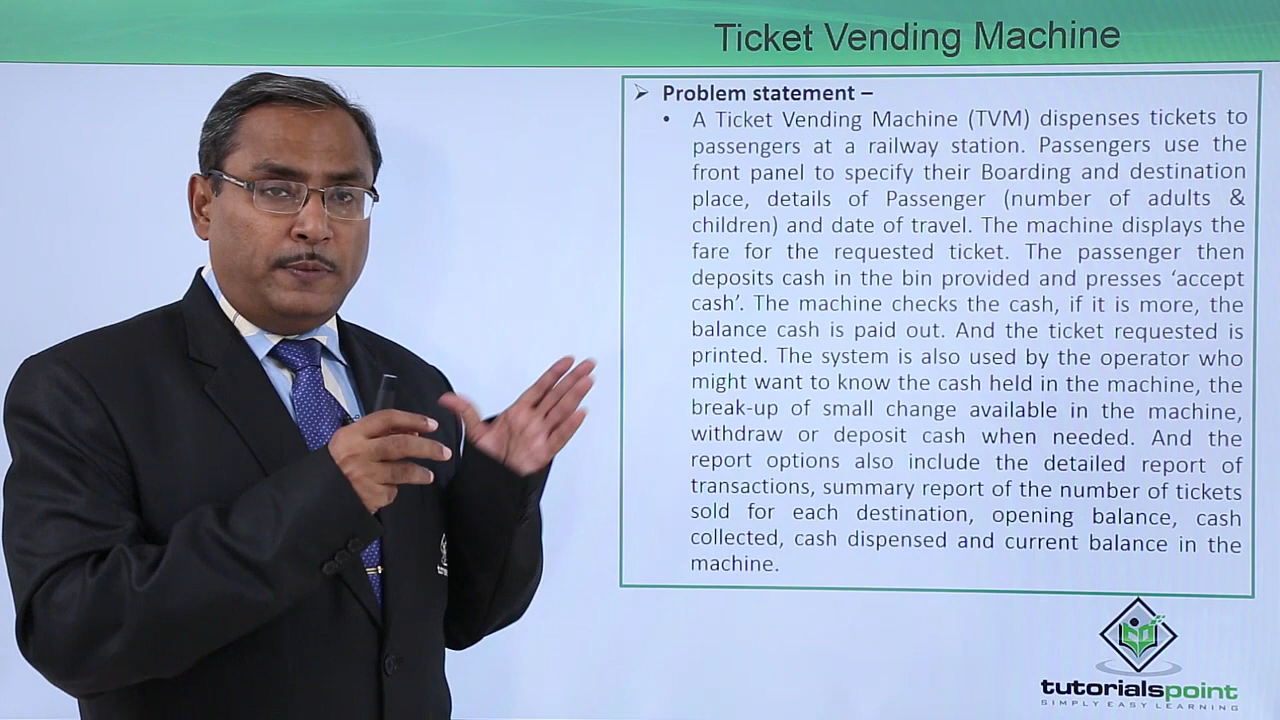 Ticket Vending Machine
➢ Problem statement –
• A Ticket Vending Machine (TVM) dispenses tickets to
passengers at a railway station. Passengers use the
front panel to specify their Boarding and destination
place, details of Passenger (number of adults &
children) and date of travel. The machine displays the
fare for the requested ticket. The passenger then
deposits cash in the bin provided and presses ‘accept
cash’. The machine checks the cash, if it is more, the
balance cash is paid out. And the ticket requested is
printed. The system is also used by the operator who
might want to know the cash held in the machine, the
break-up of small change available in the machine,
withdraw or deposit cash when needed. And the
report options also include the detailed report of
transactions, summary report of the number of tickets
sold for each destination, opening balance, cash
collected, cash dispensed and current balance in the
machine.
tutorialspoint
SIMPLY EASY LEARNING